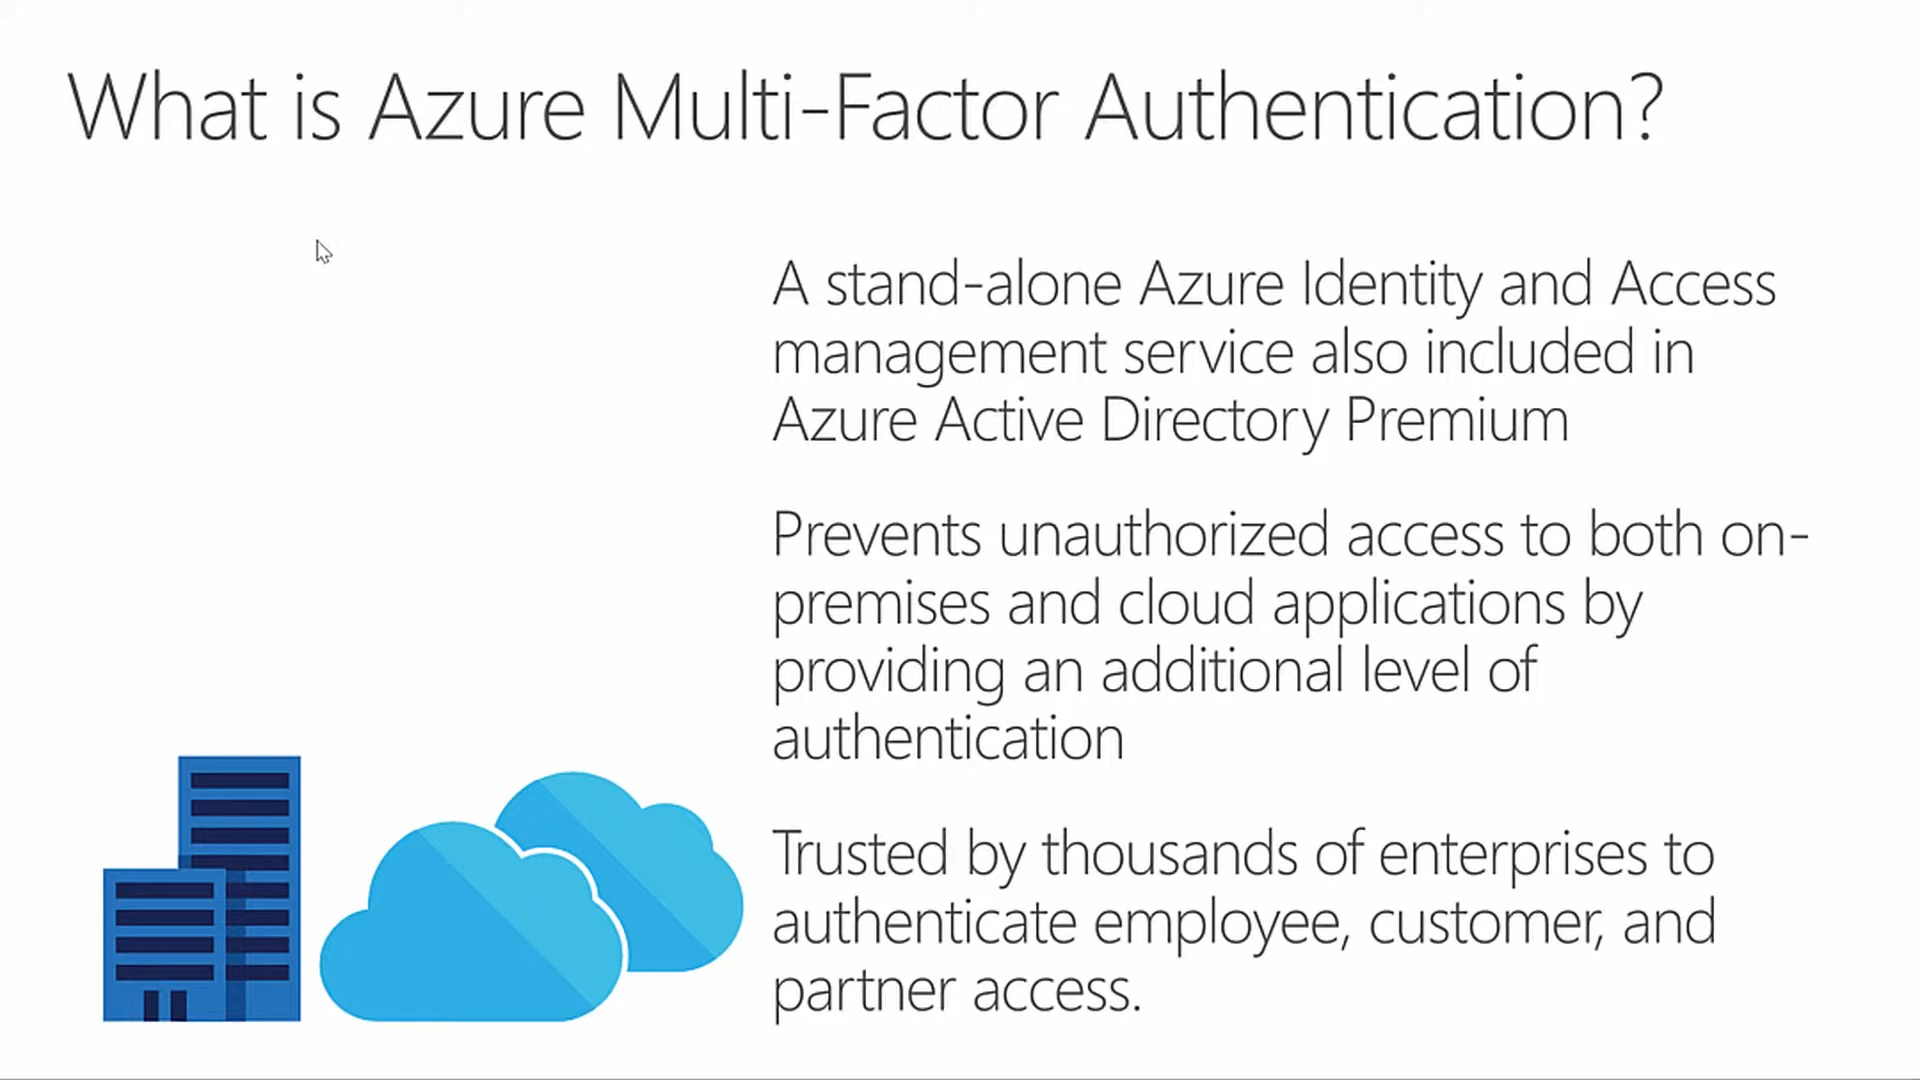 What is Azure Multi-Factor Authentication?
A stand-alone Azure Identity and Access
management service also included in
Azure Active Directory Premium
Prevents unauthorized access to both on-
premises and cloud applications by
providing an additional level of
authentication
Trusted by thousands of enterprises to
authenticate employee, customer, and
partner access.